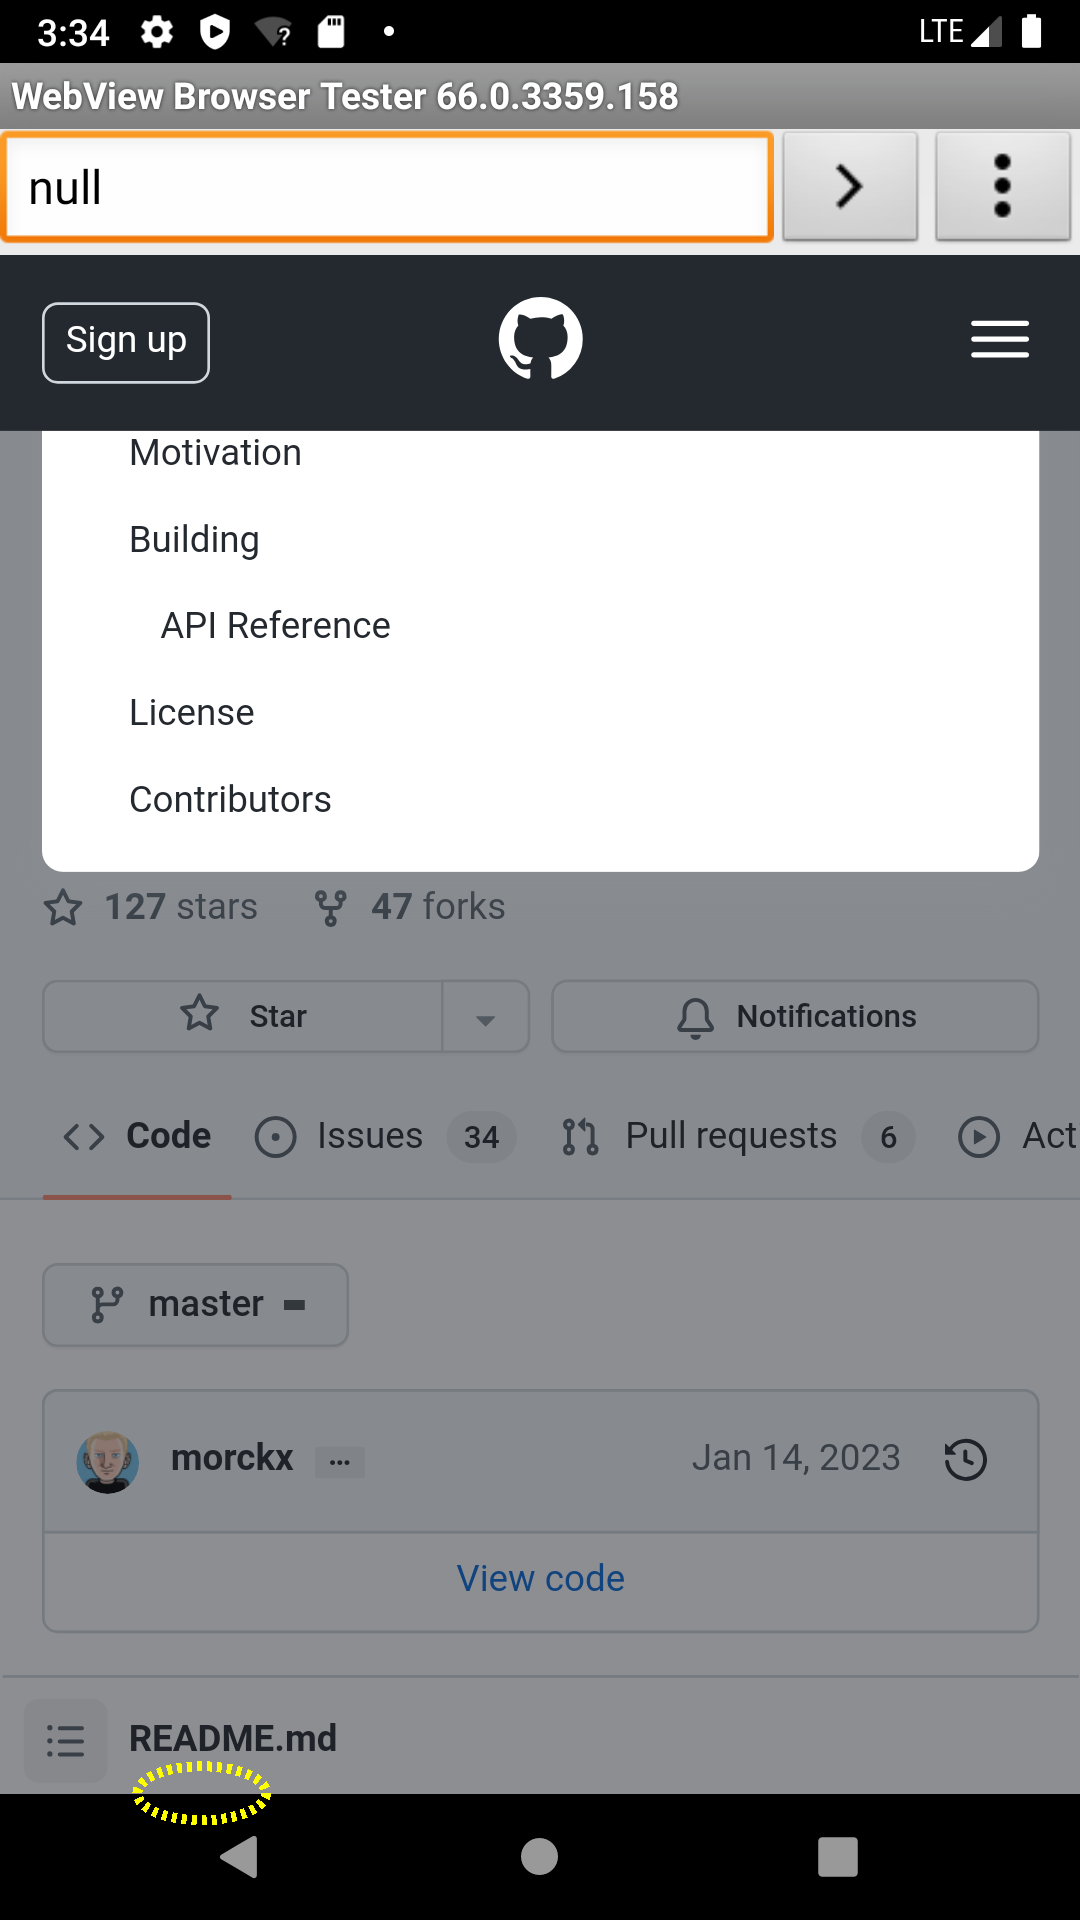 3:34
LTE
WebView Browser Tester 66.0.3359.158
null
Sign up
Motivation
Building
API Reference
License
Contributors
127 stars 47 forks
Star
Notifications
Code Issues 34 Pull requests 6 Act
master
morckx ... Jan 14, 2023
View code
README.md